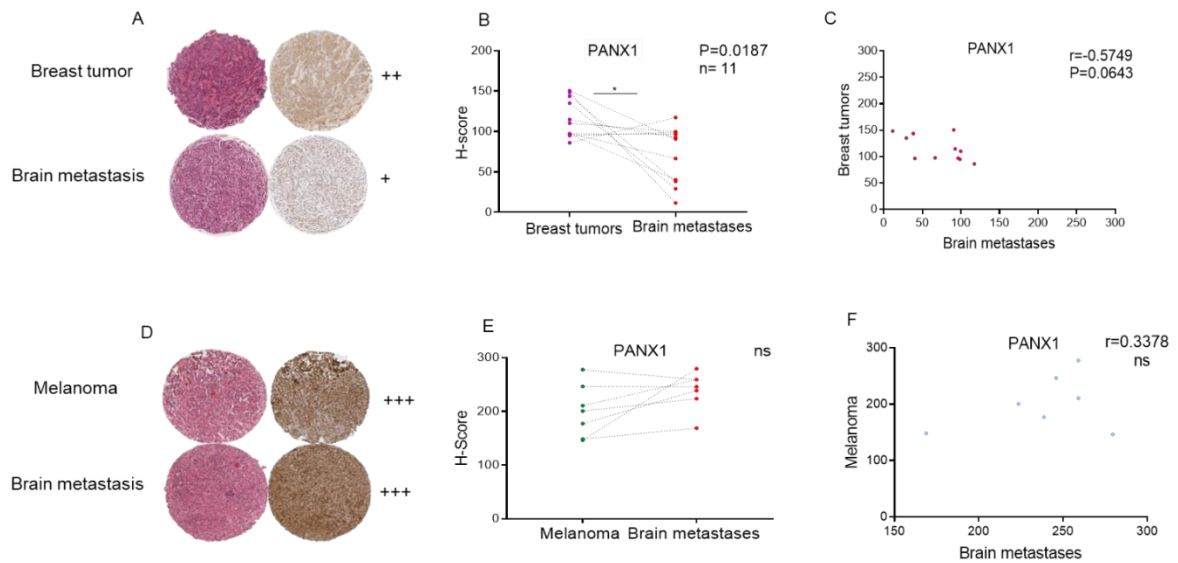 A
Breast tumor
++
Brain metastasis
+
B
PANX1
P=0.0187
n= 11
*
H-score
200
150
100
50
0
Breast tumors
Brain metastases
C
PANX1
r=-0.5749
P=0.0643
Breast tumors
300
250
200
150
100
50
0
0
50
100
150
200
250
300
Brain metastases
D
Melanoma
+++
Brain metastasis
+++
E
PANX1
ns
H-Score
300
200
100
0
Melanoma
Brain metastases
F
PANX1
r=0.3378
ns
Melanoma
300
200
100
0
150
200
250
300
Brain metastases